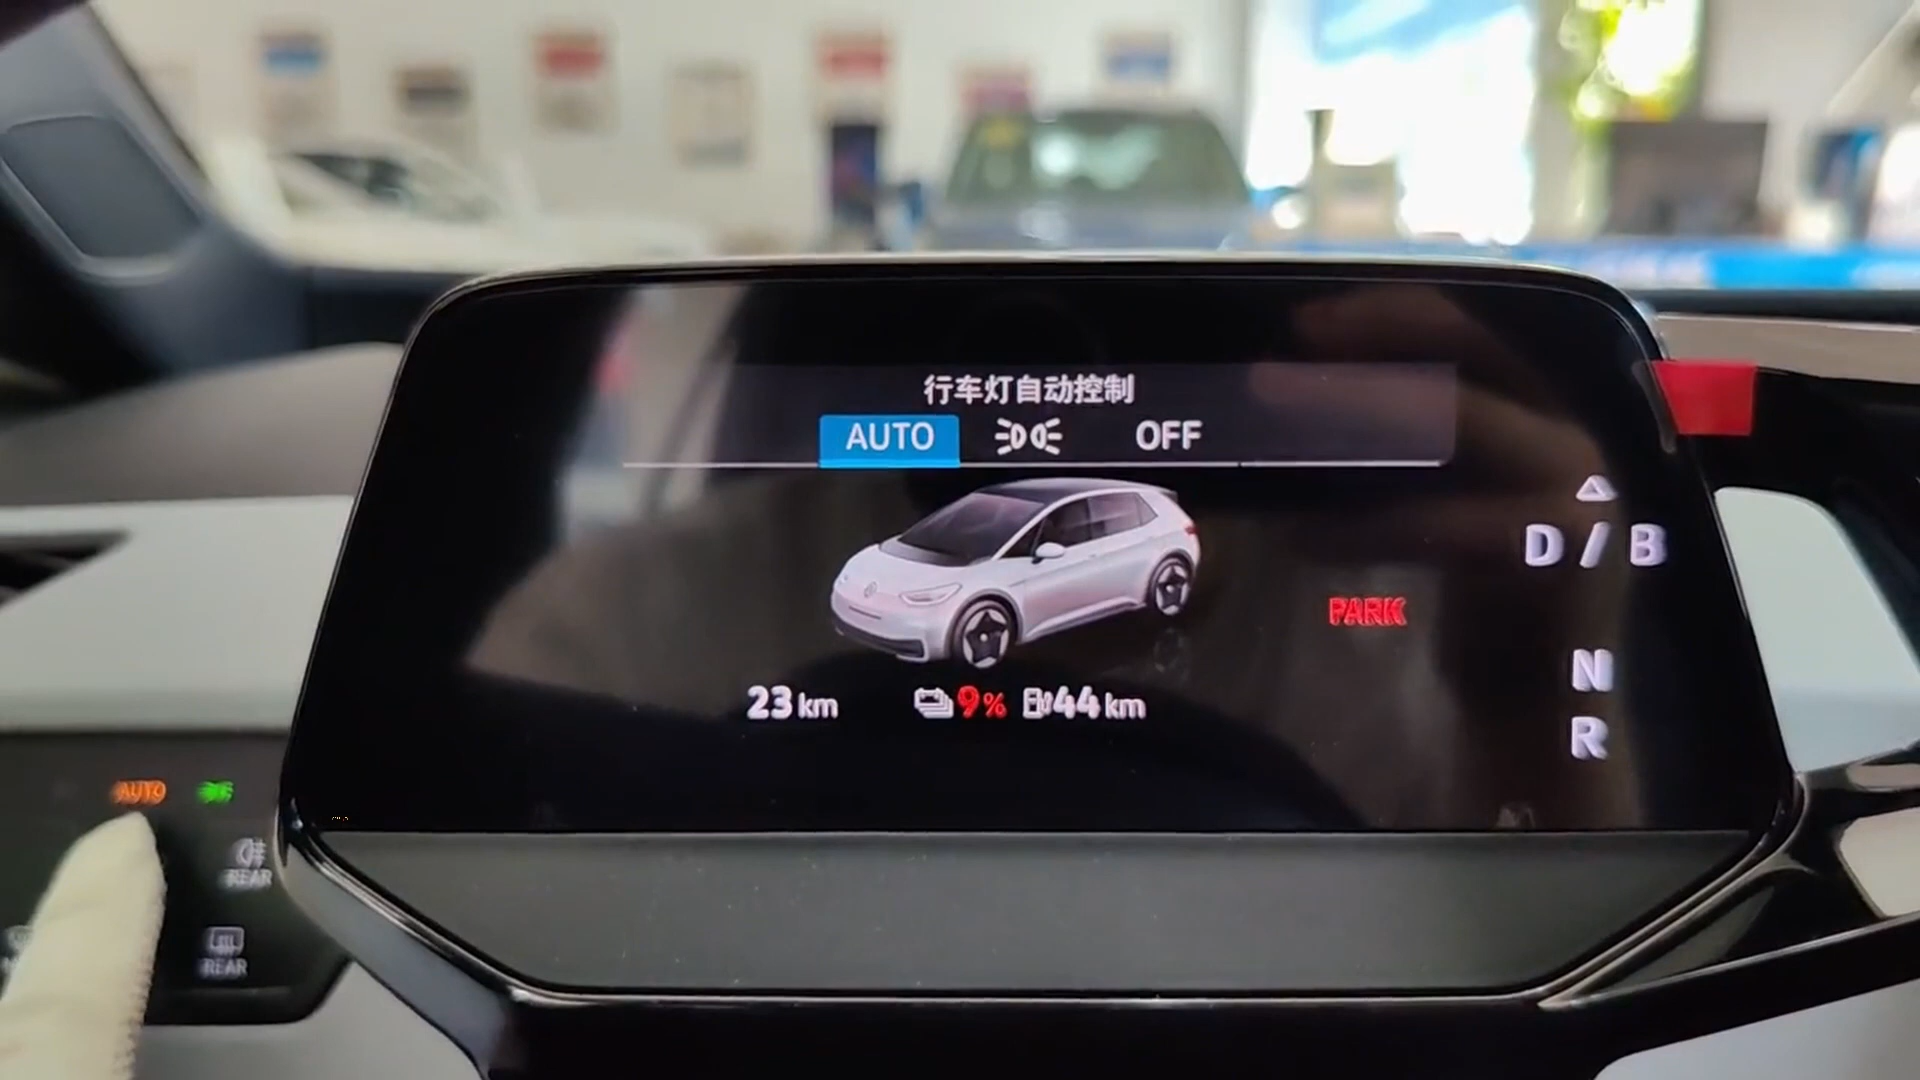 行车灯自动控制
AUTO OFF
D / B
PARK
N
23 km 9% 44 km
R
AUTO
REAR
REAR